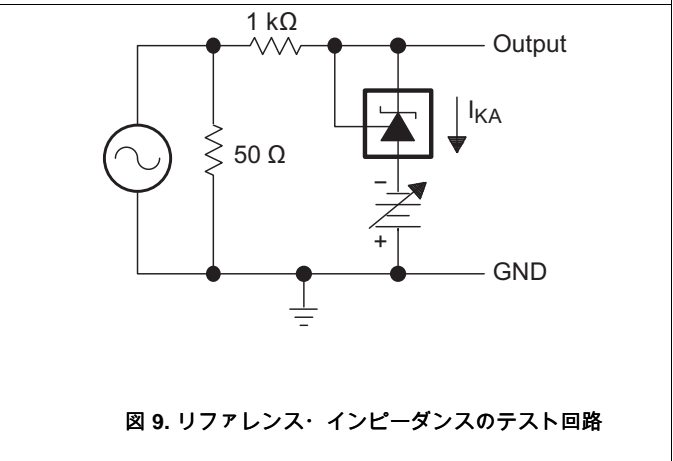 1 kΩ
Output
I_KA
50 Ω
−
+
GND
図 9. リファレンス・インピーダンスのテスト回路